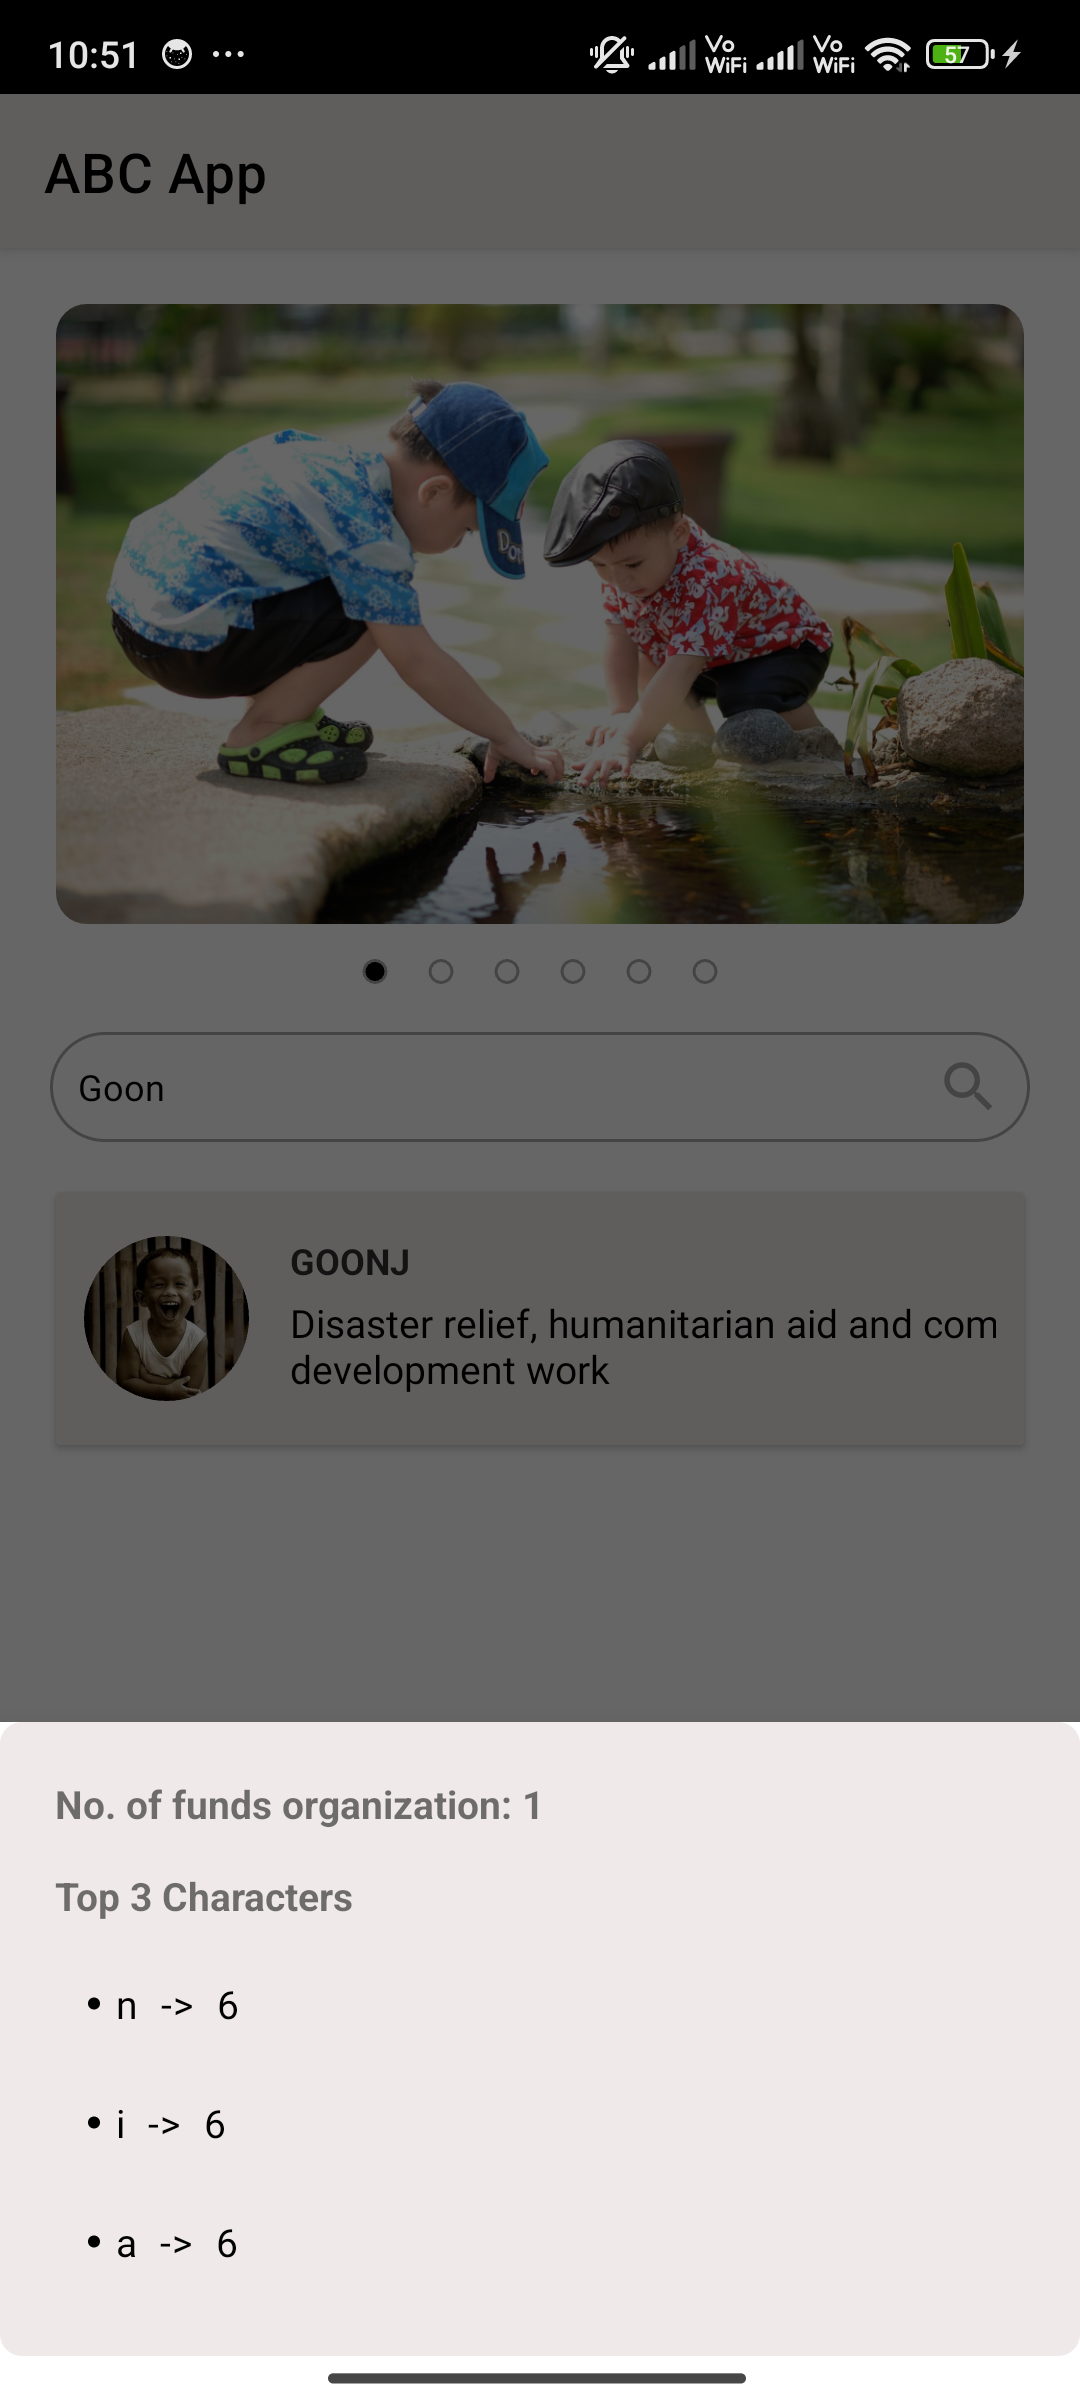 10:51
Vo WiFi
Vo WiFi
57
ABC App
Do
Goon
GOONJ
Disaster relief, humanitarian aid and com
development work
No. of funds organization: 1
Top 3 Characters
• n -> 6
• i -> 6
• a -> 6